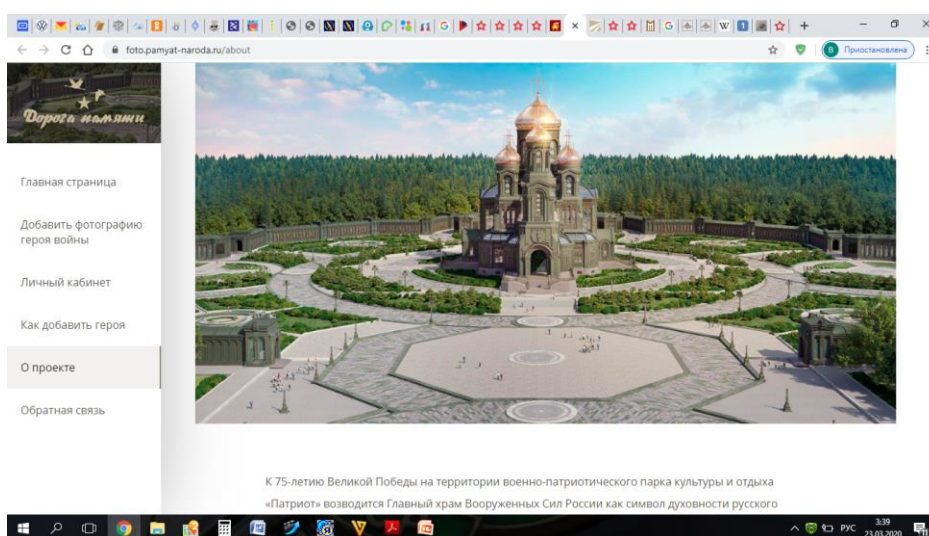 foto.pamyat-naroda.ru/about
В
Приостановлена
Дорога памяти
Главная страница
Добавить фотографию
героя войны
Личный кабинет
Как добавить героя
О проекте
Обратная связь
К 75-летию Великой Победы на территории военно-патриотического парка культуры и отдыха
«Патриот» возводится Главный храм Вооруженных Сил России как символ духовности русского
РУС
3:39
23.03.2020